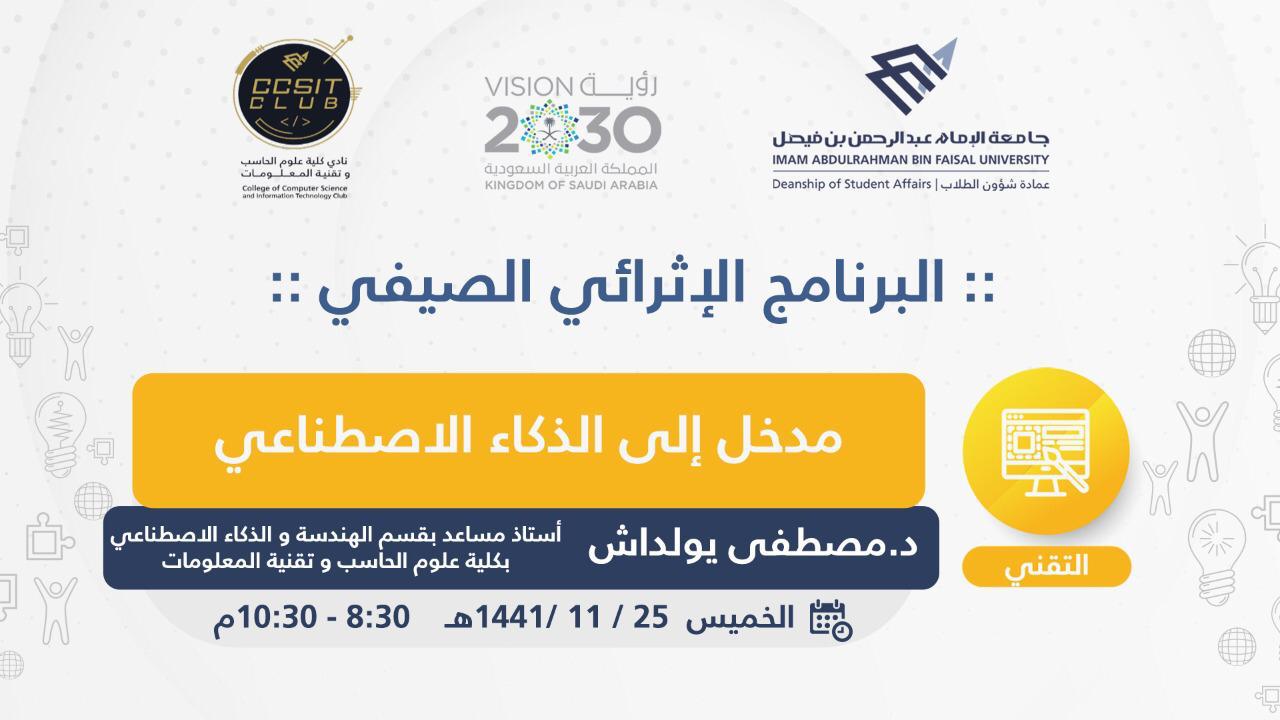 جامعة الإمام عبدالرحمن بن فيصل
IMAM ABDULRAHMAN BIN FAISAL UNIVERSITY
Deanship of Student Affairs | عمادة شؤون الطلاب
VISION رؤيــة
2030
المملكة العربية السعودية
KINGDOM OF SAUDI ARABIA
CCSIT
CLUB
</>
نادي كلية علوم الحاسب
و تقنية المـعـلـــومـات
College of Computer Science
and Information Technology Club
:: البرنامج الإثرائي الصيفي ::
مدخل إلى الذكاء الاصطناعي
د.مصطفى يولداش
أستاذ مساعد بقسم الهندسة و الذكاء الاصطناعي
بكلية علوم الحاسب و تقنية المعلومات
التقني
الخميس 25 / 11 /1441هـ 8:30 - 10:30م